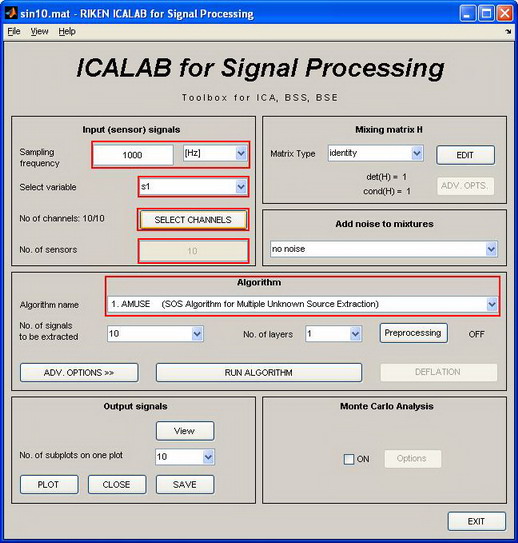 sin10.mat - RIKEN ICALAB for Signal Processing
File View Help
ICALAB for Signal Processing
Toolbox for ICA, BSS, BSE
Input (sensor) signals
Sampling frequency 1000 [Hz]
Select variable s1
No of channels: 10/10 SELECT CHANNELS
No. of sensors 10
Mixing matrix H
Matrix Type identity EDIT
det(H) = 1
cond(H) = 1 ADV. OPTS.
Add noise to mixtures
no noise
Algorithm
Algorithm name 1. AMUSE (SOS Algorithm for Multiple Unknown Source Extraction)
No. of signals
to be extracted 10 No. of layers 1 Preprocessing OFF
ADV. OPTIONS >> RUN ALGORITHM DEFLATION
Output signals
View
No. of subplots on one plot 10
PLOT CLOSE SAVE
Monte Carlo Analysis
ON Options
EXIT